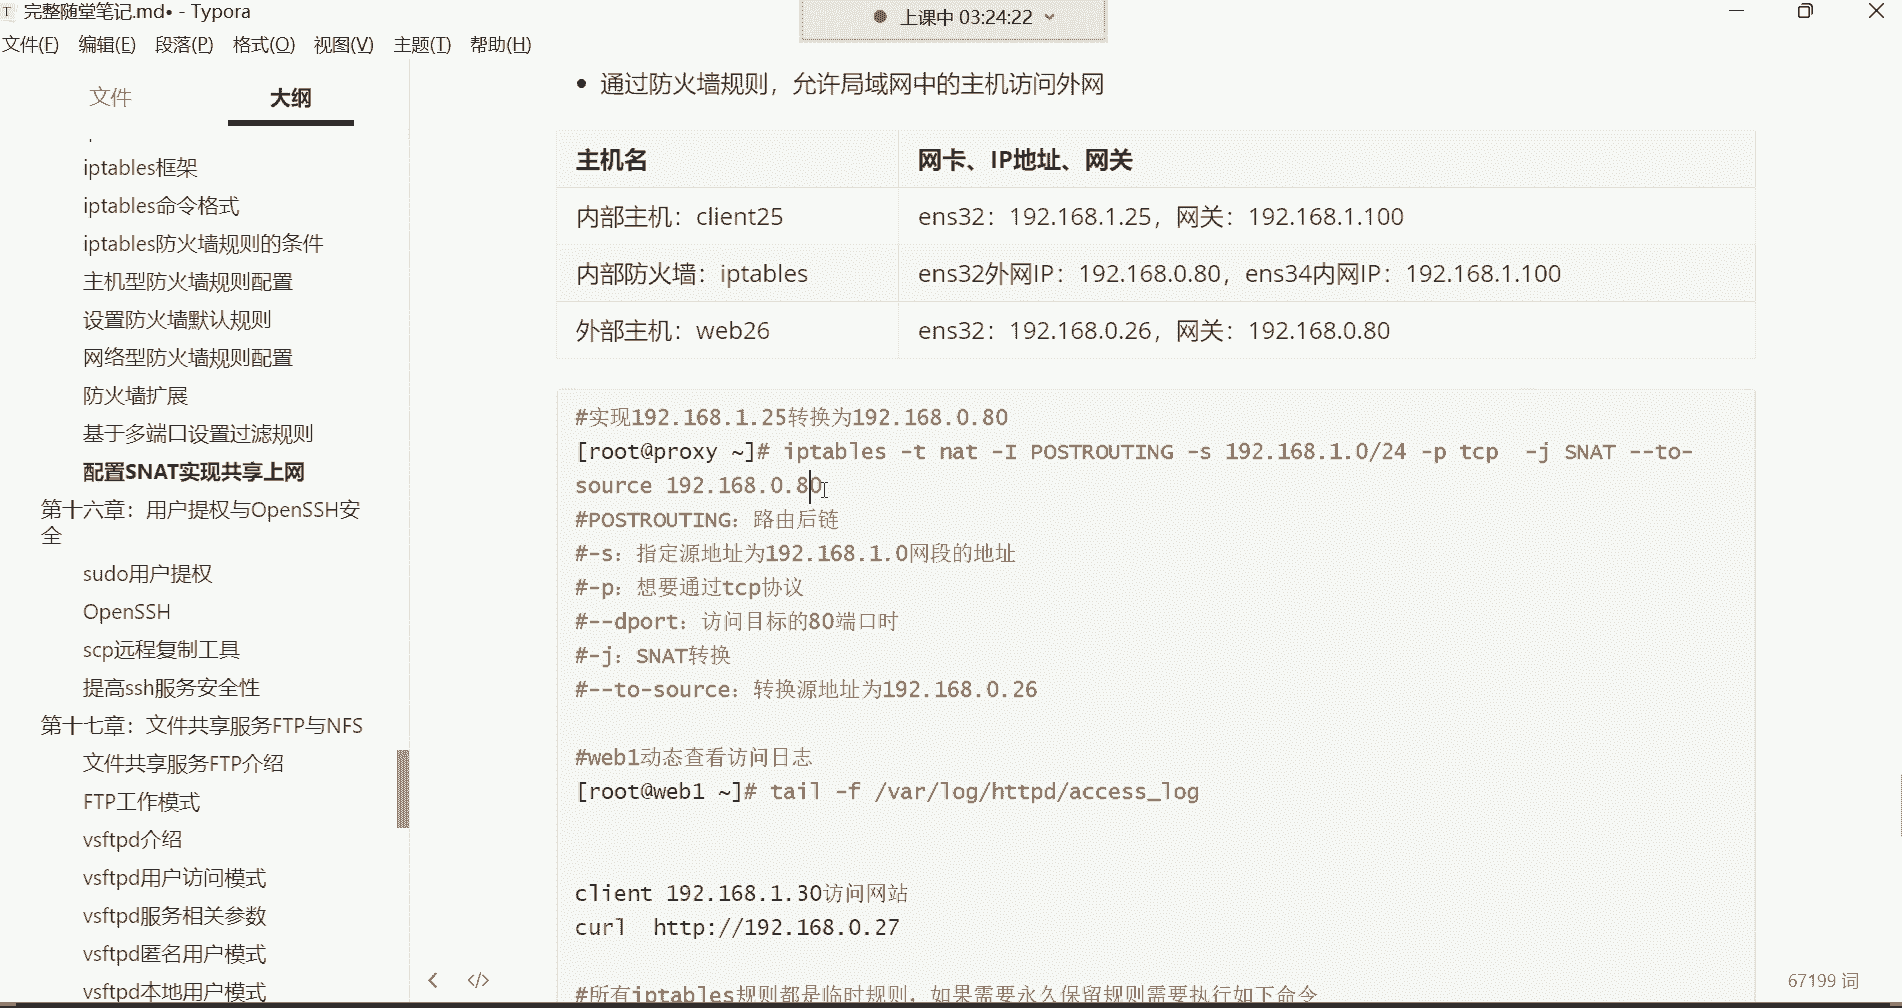 完整随堂笔记.md• - Typora
上课中 03:24:22
文件(F) 编辑(E) 段落(P) 格式(O) 视图(V) 主题(T) 帮助(H)
文件 大纲
iptables框架
iptables命令格式
iptables防火墙规则的条件
主机型防火墙规则配置
设置防火墙默认规则
网络型防火墙规则配置
防火墙扩展
基于多端口设置过滤规则
配置SNAT实现共享上网
第十六章：用户提权与OpenSSH安
全
sudo用户提权
OpenSSH
scp远程复制工具
提高ssh服务安全性
第十七章：文件共享服务FTP与NFS
文件共享服务FTP介绍
FTP工作模式
vsftpd介绍
vsftpd用户访问模式
vsftpd服务相关参数
vsftpd匿名用户模式
vsftpd本地用户模式
• 通过防火墙规则，允许局域网中的主机访问外网
主机名 网卡、IP地址、网关
内部主机：client25 ens32：192.168.1.25，网关：192.168.1.100
内部防火墙：iptables ens32外网IP：192.168.0.80，ens34内网IP：192.168.1.100
外部主机：web26 ens32：192.168.0.26，网关：192.168.0.80
#实现192.168.1.25转换为192.168.0.80
[root@proxy ~]# iptables -t nat -I POSTROUTING -s 192.168.1.0/24 -p tcp  -j SNAT --to-
source 192.168.0.80
#POSTROUTING：路由后链
#-s：指定源地址为192.168.1.0网段的地址
#-p：想要通过tcp协议
#--dport：访问目标的80端口时
#-j：SNAT转换
#--to-source：转换源地址为192.168.0.26
#web1动态查看访问日志
[root@web1 ~]# tail -f /var/log/httpd/access_log
client 192.168.1.30访问网站
curl  http://192.168.0.27
#所有iptables规则都是临时规则，如果需要永久保留规则需要执行如下命令
67199 词